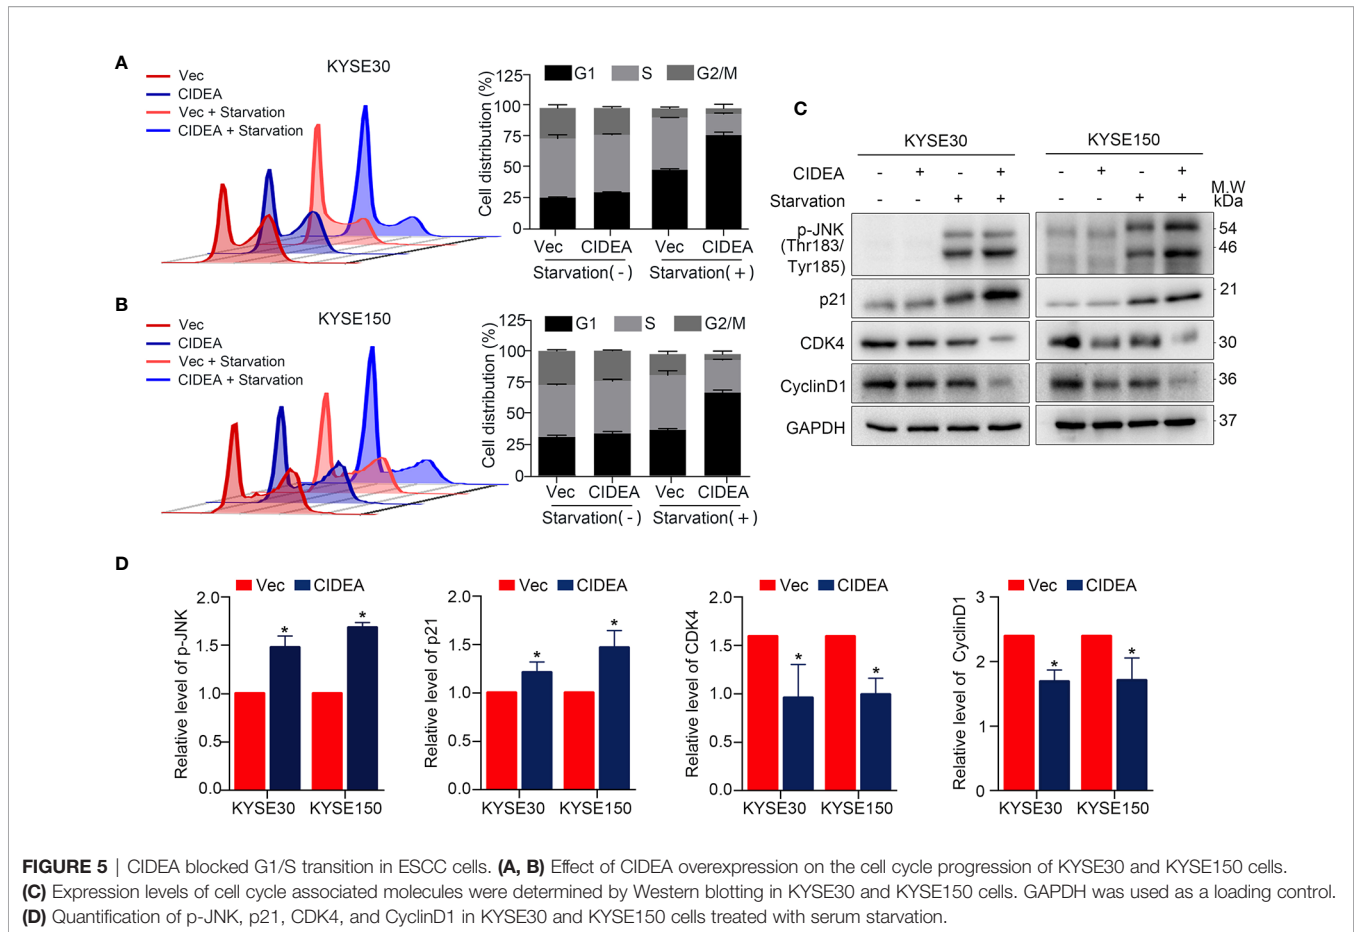 A
KYSE30
Vec
CIDEA
Vec + Starvation
CIDEA + Starvation
G1 S G2/M
Cell distribution (%)
125
100
75
50
25
0
Vec CIDEA Vec CIDEA
Starvation( - ) Starvation( + )
B
KYSE150
Vec
CIDEA
Vec + Starvation
CIDEA + Starvation
G1 S G2/M
Cell distribution (%)
125
100
75
50
25
0
Vec CIDEA Vec CIDEA
Starvation( - ) Starvation( + )
C
KYSE30 KYSE150
CIDEA - + - + - + - +
Starvation - - + + - - + +
M.W
kDa
p-JNK
(Thr183/
Tyr185)
54
46
p21
21
CDK4
30
CyclinD1
36
GAPDH
37
D
Vec CIDEA
Relative level of p-JNK
2.0
1.5
1.0
0.5
0.0
* *
KYSE30 KYSE150
Vec CIDEA
Relative level of p21
2.0
1.5
1.0
0.5
0.0
* *
KYSE30 KYSE150
Vec CIDEA
Relative level of CDK4
2.0
1.5
1.0
0.5
0.0
* *
KYSE30 KYSE150
Vec CIDEA
Relative level of CyclinD1
3
2
1
0
* *
KYSE30 KYSE150
FIGURE 5 | CIDEA blocked G1/S transition in ESCC cells. (A, B) Effect of CIDEA overexpression on the cell cycle progression of KYSE30 and KYSE150 cells.
(C) Expression levels of cell cycle associated molecules were determined by Western blotting in KYSE30 and KYSE150 cells. GAPDH was used as a loading control.
(D) Quantification of p-JNK, p21, CDK4, and CyclinD1 in KYSE30 and KYSE150 cells treated with serum starvation.